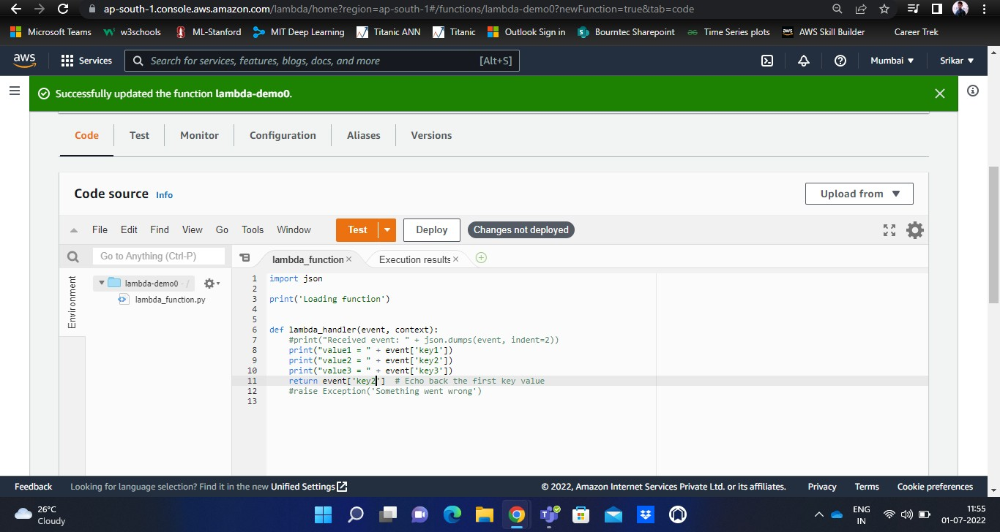 ap-south-1.console.aws.amazon.com/lambda/home?region=ap-south-1#/functions/lambda-demo0?newFunction=true&tab=code
Microsoft Teams w3schools ML-Stanford MIT Deep Learning Titanic ANN Titanic Outlook Sign in Bourntec Sharepoint Time Series plots aws AWS Skill Builder Career Trek
aws Services Search for services, features, blogs, docs, and more [Alt+S] Mumbai Srikar
Successfully updated the function lambda-demo0.
Code Test Monitor Configuration Aliases Versions
Code source Info Upload from
File Edit Find View Go Tools Window Test Deploy Changes not deployed
Go to Anything (Ctrl-P) lambda_function Execution results
Environment
lambda-demo0 - /
lambda_function.py
1 import json
2
3 print('Loading function')
4
5
6 def lambda_handler(event, context):
7 #print("Received event: " + json.dumps(event, indent=2))
8 print("value1 = " + event['key1'])
9 print("value2 = " + event['key2'])
10 print("value3 = " + event['key3'])
11 return event['key2'] # Echo back the first key value
12 #raise Exception('Something went wrong')
13
Feedback Looking for language selection? Find it in the new Unified Settings © 2022, Amazon Internet Services Private Ltd. or its affiliates. Privacy Terms Cookie preferences
26°C
Cloudy
ENG
IN
11:55
01-07-2022